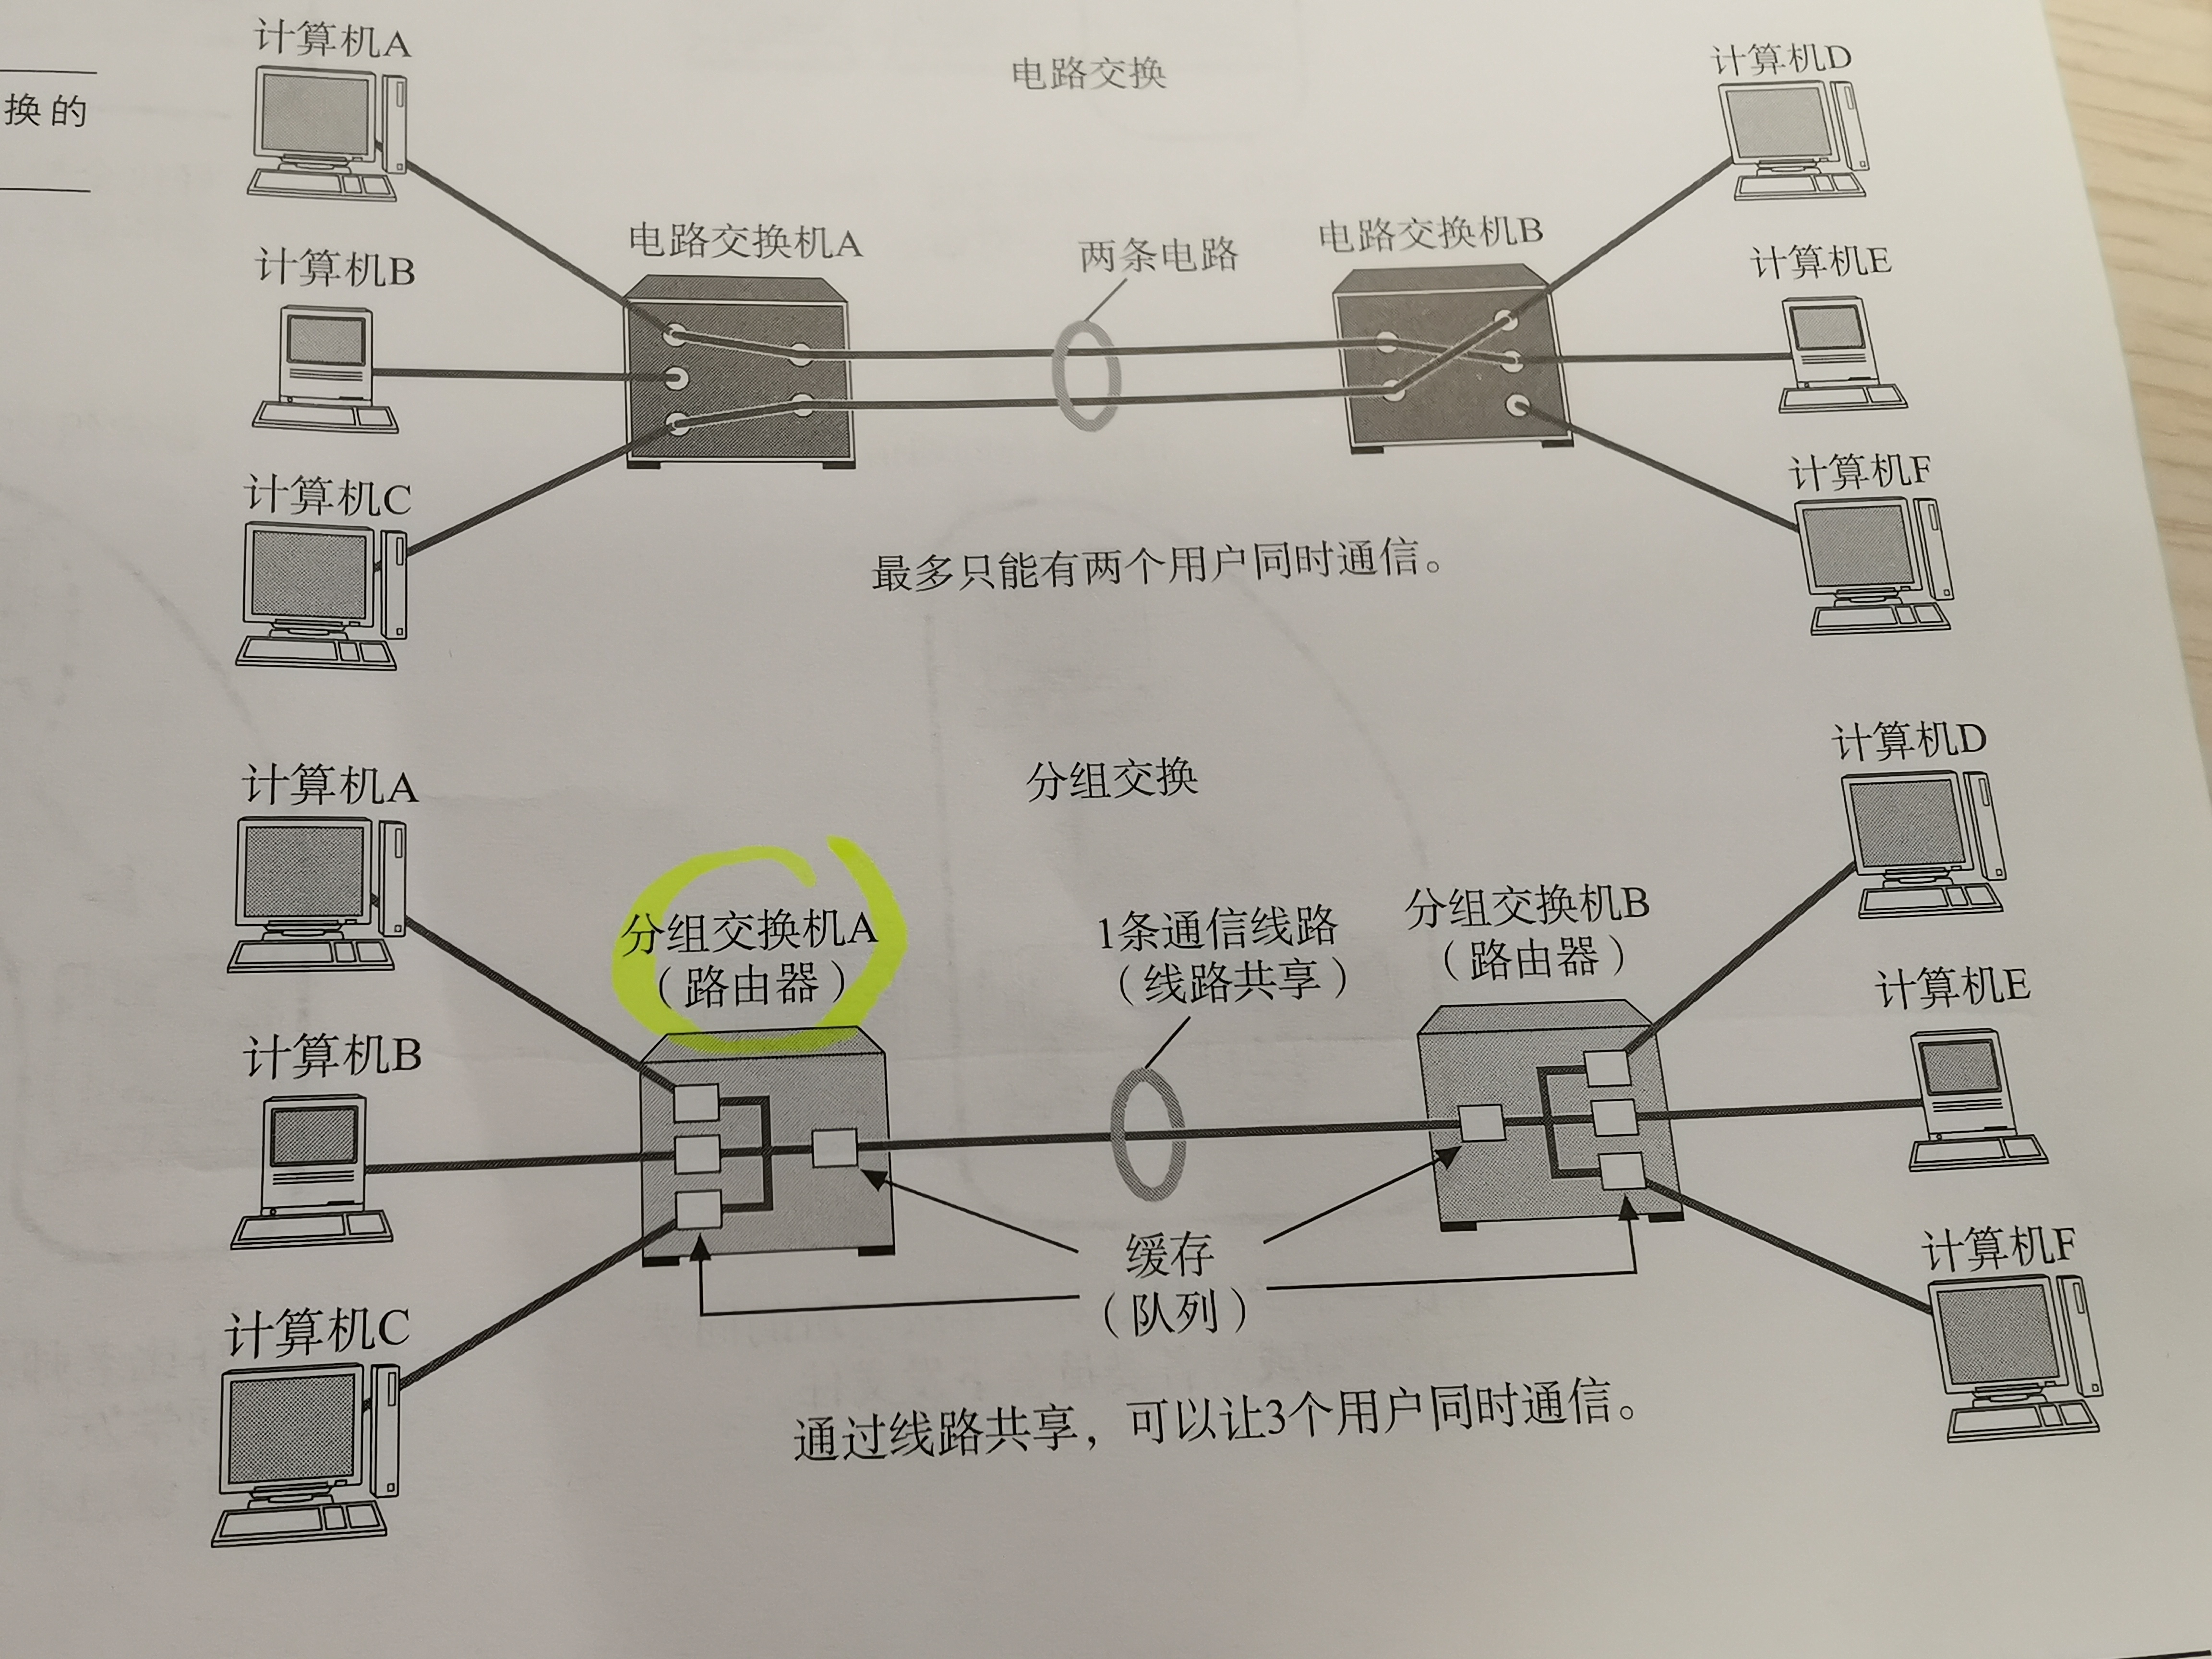 换的
电路交换
计算机A
计算机B
计算机C
电路交换机A
两条电路
电路交换机B
计算机D
计算机E
计算机F
最多只能有两个用户同时通信。
分组交换
计算机A
计算机B
计算机C
分组交换机A
（路由器）
1条通信线路
（线路共享）
分组交换机B
（路由器）
计算机D
计算机E
计算机F
缓存
（队列）
通过线路共享，可以让3个用户同时通信。